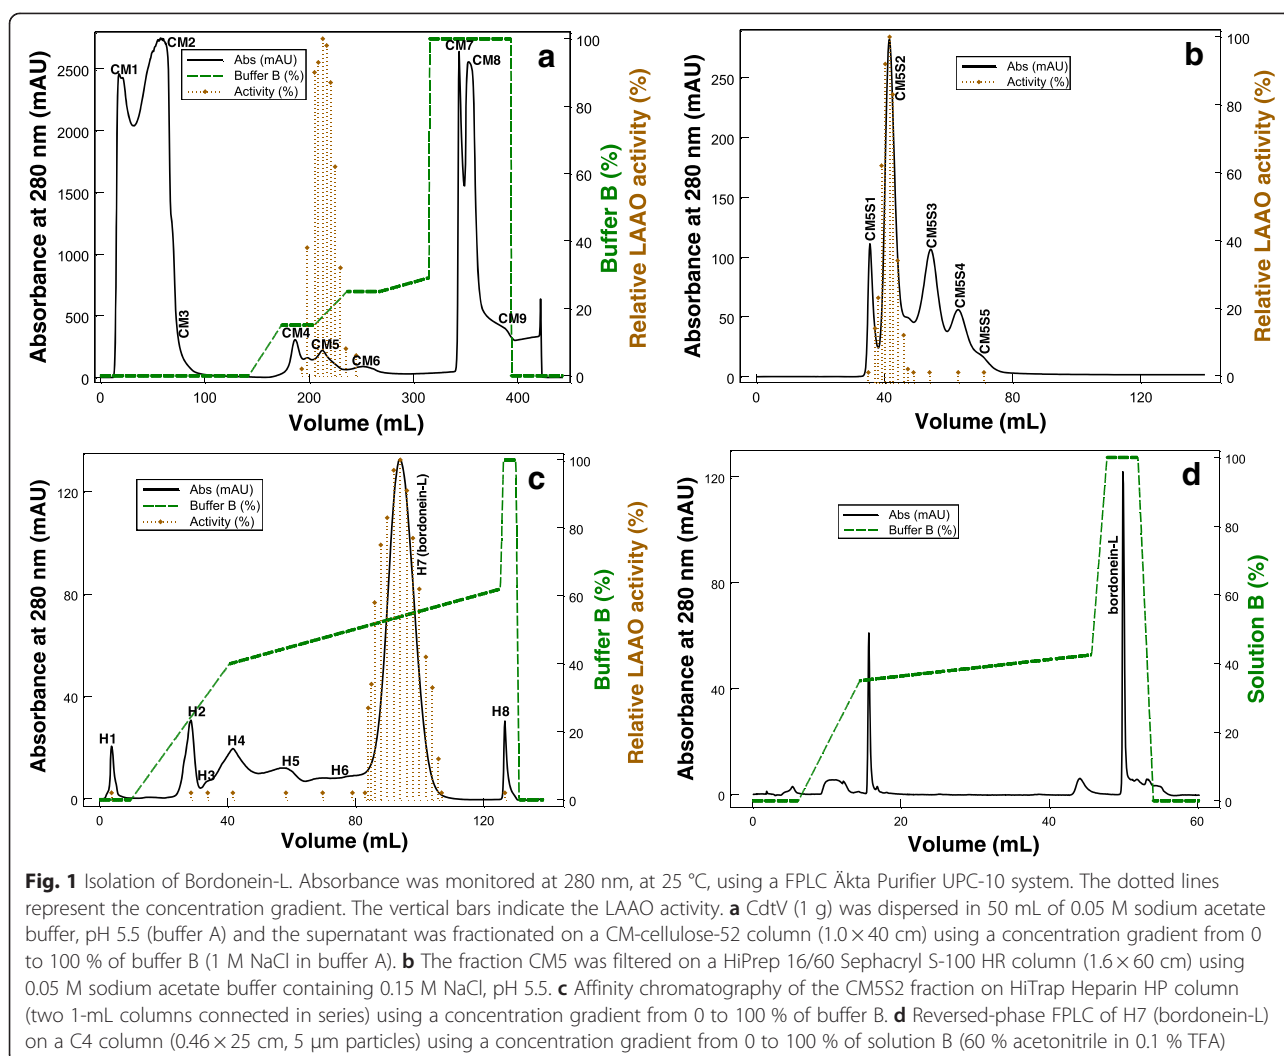 a
Absorbance at 280 nm (mAU)
2500
2000
1500
1000
500
0
0
100
200
300
400
Volume (mL)
100
80
60
40
20
0
Buffer B (%)
Relative LAAO activity (%)
Abs (mAU)
Buffer B (%)
Activity (%)
CM1
CM2
CM3
CM4
CM5
CM6
CM7
CM8
CM9
b
Absorbance at 280 nm (mAU)
250
200
150
100
50
0
0
40
80
120
Volume (mL)
100
80
60
40
20
0
Relative LAAO activity (%)
Abs (mAU)
Activity (%)
CM5S1
CM5S2
CM5S3
CM5S4
CM5S5
c
Absorbance at 280 nm (mAU)
120
80
40
0
0
40
80
120
Volume (mL)
100
80
60
40
20
0
Buffer B (%)
Relative LAAO activity (%)
Abs (mAU)
Buffer B (%)
Activity (%)
H1
H2
H3
H4
H5
H6
H7 (bordonein-L)
H8
d
Absorbance at 280 nm (mAU)
120
80
40
0
0
20
40
60
Volume (mL)
100
80
60
40
20
0
Solution B (%)
Abs (mAU)
Buffer B (%)
bordonein-L
Fig. 1 Isolation of Bordonein-L. Absorbance was monitored at 280 nm, at 25 °C, using a FPLC Äkta Purifier UPC-10 system. The dotted lines
represent the concentration gradient. The vertical bars indicate the LAAO activity. a CdtV (1 g) was dispersed in 50 mL of 0.05 M sodium acetate
buffer, pH 5.5 (buffer A) and the supernatant was fractionated on a CM-cellulose-52 column (1.0 × 40 cm) using a concentration gradient from 0
to 100 % of buffer B (1 M NaCl in buffer A). b The fraction CM5 was filtered on a HiPrep 16/60 Sephacryl S-100 HR column (1.6 × 60 cm) using
0.05 M sodium acetate buffer containing 0.15 M NaCl, pH 5.5. c Affinity chromatography of the CM5S2 fraction on HiTrap Heparin HP column
(two 1-mL columns connected in series) using a concentration gradient from 0 to 100 % of buffer B. d Reversed-phase FPLC of H7 (bordonein-L)
on a C4 column (0.46 × 25 cm, 5 μm particles) using a concentration gradient from 0 to 100 % of solution B (60 % acetonitrile in 0.1 % TFA)